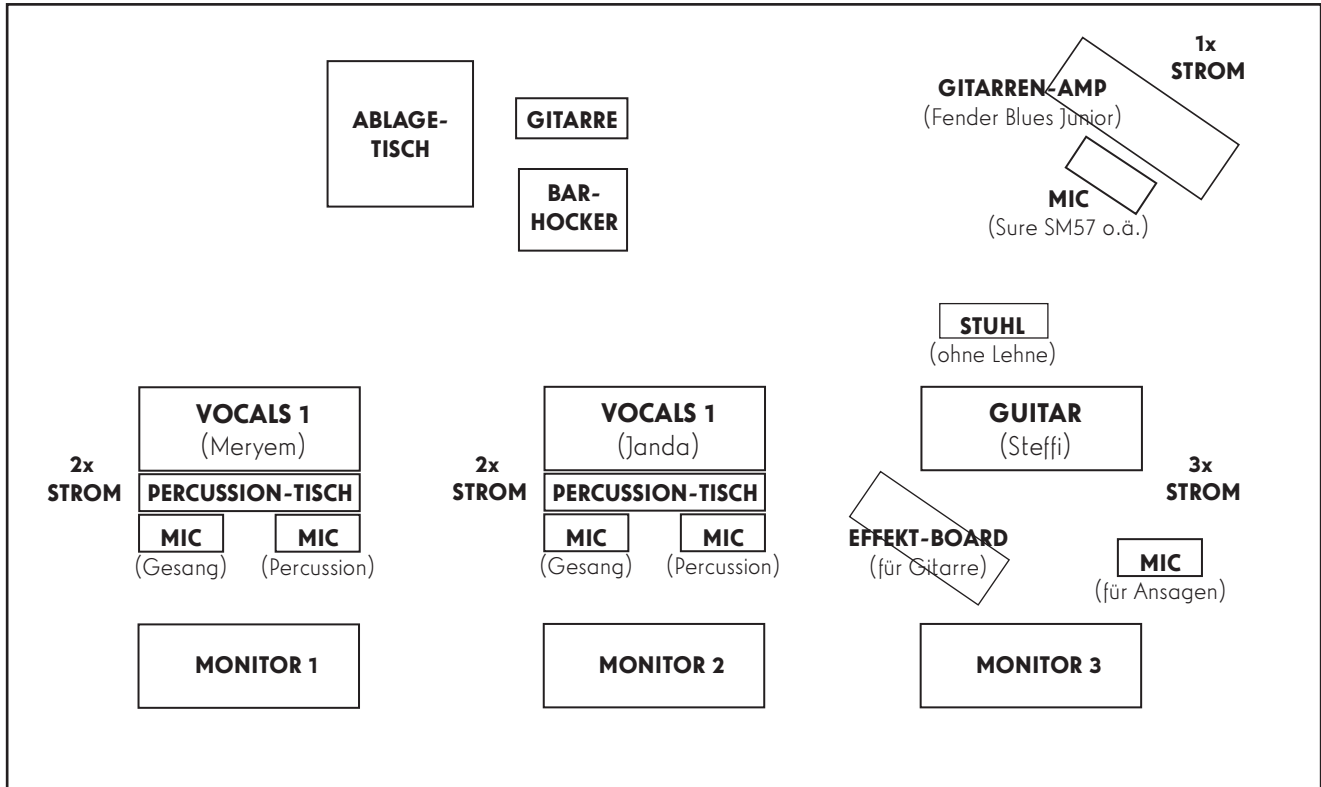 1x
STROM
GITARREN-AMP
(Fender Blues Junior)
ABLAGE-
TISCH
GITARRE
BAR-
HOCKER
MIC
(Sure SM57 o.ä.)
STUHL
(ohne Lehne)
VOCALS 1
(Meryem)
VOCALS 1
(Janda)
GUITAR
(Steffi)
2x
STROM
PERCUSSION-TISCH
2x
STROM
PERCUSSION-TISCH
3x
STROM
MIC
(Gesang)
MIC
(Percussion)
MIC
(Gesang)
MIC
(Percussion)
EFFEKT-BOARD
(für Gitarre)
MIC
(für Ansagen)
MONITOR 1
MONITOR 2
MONITOR 3